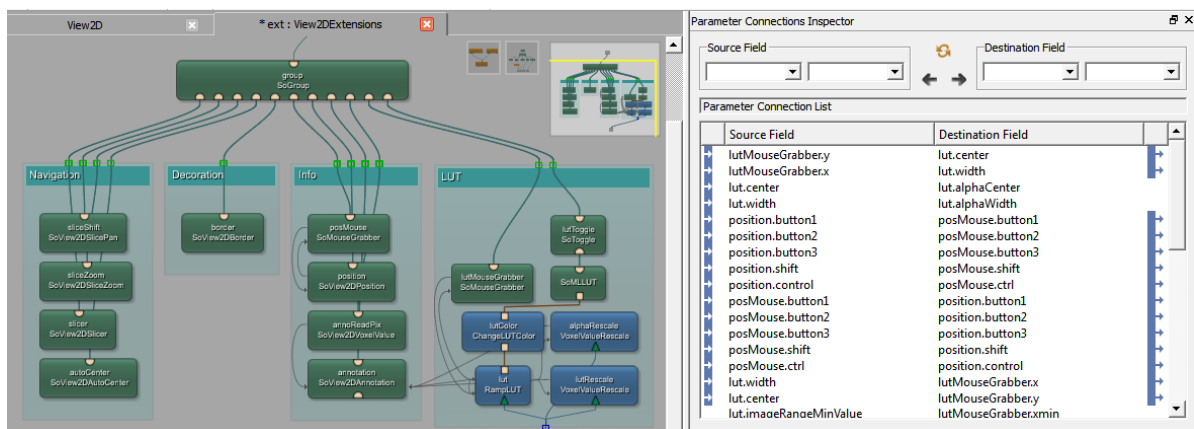 View2D
* ext : View2DExtensions
group
SoGroup
Navigation
Decoration
Info
LUT
sliceShift
SoView2DSlicePan
border
SoView2DBorder
posMouse
SoMouseGrabber
lutToggle
SoToggle
sliceZoom
SoView2DSliceZoom
position
SoView2DPosition
lutMouseGrabber
SoMouseGrabber
SoMLLUT
slicer
SoView2DSlicer
annoReadPix
SoView2DVoxelValue
lutColor
ChangeLUTColor
alphaRescale
VoxelValueRescale
autoCenter
SoView2DAutoCenter
annotation
SoView2DAnnotation
lut
RampLUT
lutRescale
VoxelValueRescale
Parameter Connections Inspector
Source Field
Destination Field
Parameter Connection List
Source Field Destination Field
lutMouseGrabber.y lut.center
lutMouseGrabber.x lut.width
lut.center lut.alphaCenter
lut.width lut.alphaWidth
position.button1 posMouse.button1
position.button2 posMouse.button2
position.button3 posMouse.button3
position.shift posMouse.shift
position.control posMouse.ctrl
posMouse.button1 position.button1
posMouse.button2 position.button2
posMouse.button3 position.button3
posMouse.shift position.shift
posMouse.ctrl position.control
lut.width lutMouseGrabber.x
lut.center lutMouseGrabber.y
lut.imageRangeMinValue lutMouseGrabber.xmin